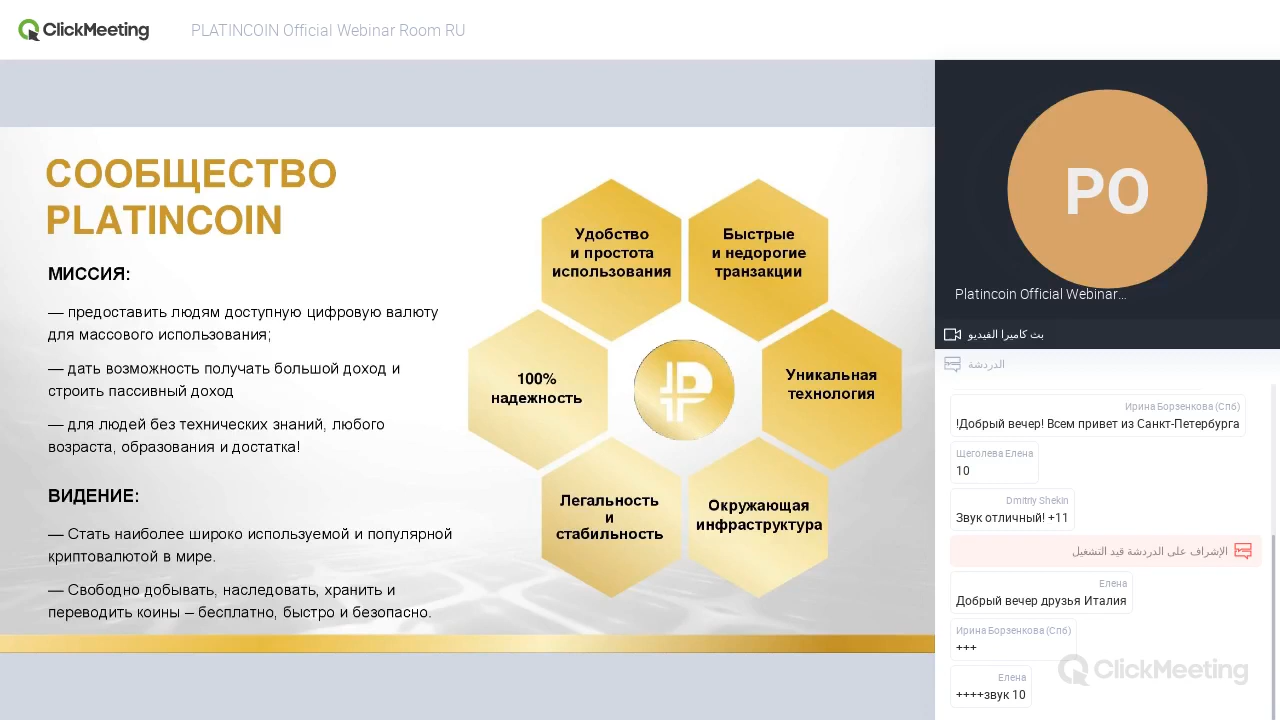 ClickMeeting
PLATINCOIN Official Webinar Room RU
СООБЩЕСТВО
PLATINCOIN
МИССИЯ:
— предоставить людям доступную цифровую валюту
для массового использования;
— дать возможность получать большой доход и
строить пассивный доход
— для людей без технических знаний, любого
возраста, образования и достатка!
ВИДЕНИЕ:
— Стать наиболее широко используемой и популярной
криптовалютой в мире.
— Свободно добывать, наследовать, хранить и
переводить коины – бесплатно, быстро и безопасно.
Удобство
и простота
использования
Быстрые
и недорогие
транзакции
100%
надежность
Уникальная
технология
Легальность
и
стабильность
Окружающая
инфраструктура
PO
Platincoin Official Webinar...
بث كاميرا الفيديو
الدردشة
Ирина Борзенкова (Спб)
!Добрый вечер! Всем привет из Санкт-Петербурга
Щеголева Елена
10
Dmitriy Shekin
Звук отличный! +11
الإشراف على الدردشة قيد التشغيل
Елена
Добрый вечер друзья Италия
Ирина Борзенкова (Спб)
+++
Елена
++++звук 10
ClickMeeting